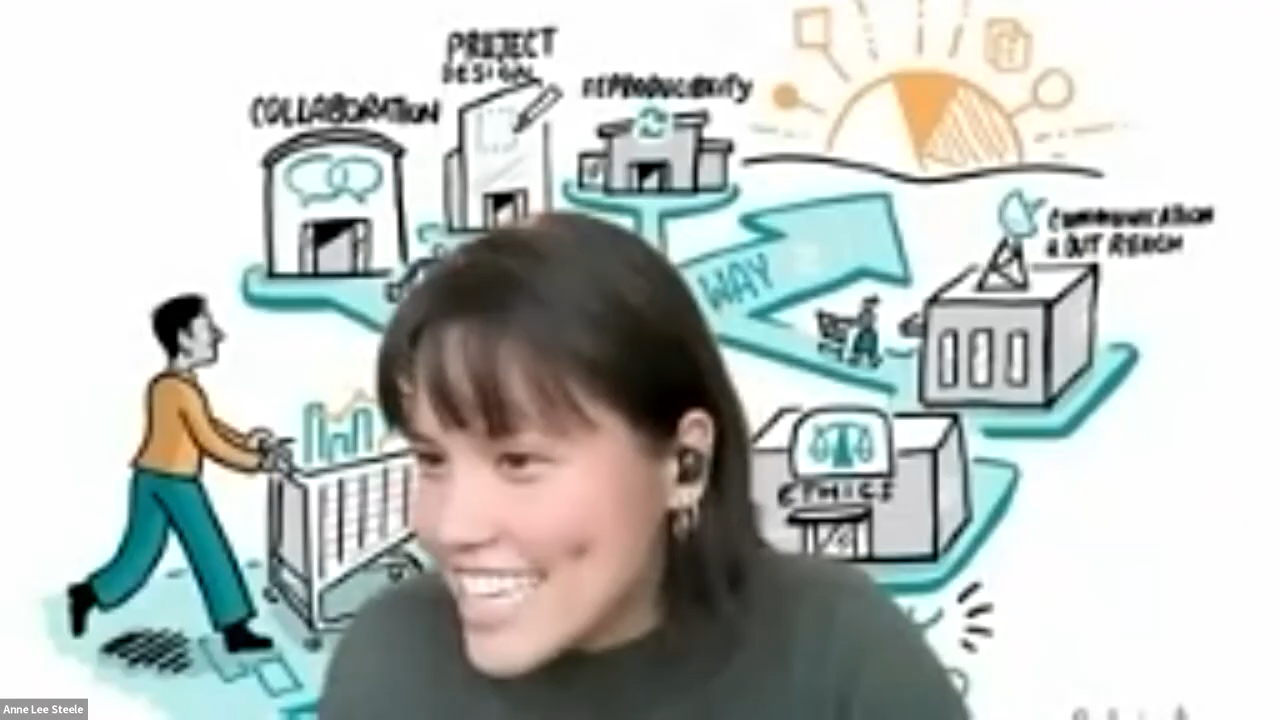 PROJECT
DESIGN
COLLABORATION
REPRODUCIBILITY
WAY
COMMUNICATION
& OUT REACH
ETHICS
Anne Lee Steele